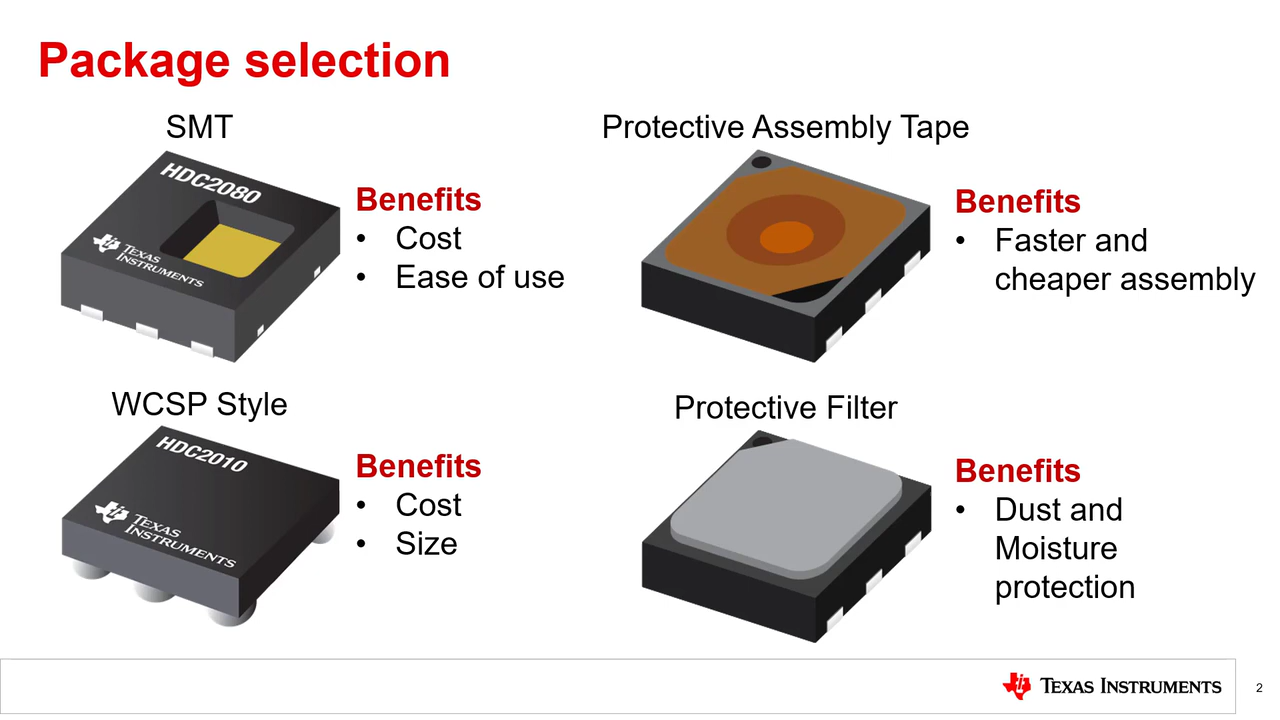 Package selection
SMT
HDC2080
TEXAS
INSTRUMENTS
Benefits
• Cost
• Ease of use
Protective Assembly Tape
Benefits
• Faster and
cheaper assembly
WCSP Style
HDC2010
TEXAS
INSTRUMENTS
Benefits
• Cost
• Size
Protective Filter
Benefits
• Dust and
Moisture
protection
TEXAS INSTRUMENTS
2